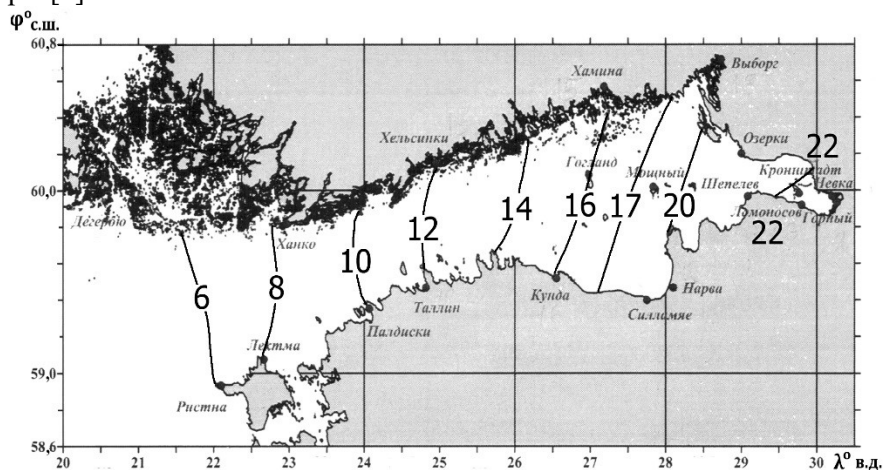 φ° с.ш.
60,8
Выборг
Хамина
Хельсинки
Озерки
22
Гогланд
Мощный
Кронштадт
60,0
Шепелев
Невка
Дегербю
14
16
17
20
Ломоносов
Горный
Ханко
12
22
10
6
8
Кунда
Нарва
Таллин
Силламяе
Палдиски
Лехтма
59,0
Ристна
58,6
20 21 22 23 24 25 26 27 28 29 30 λ° в.д.